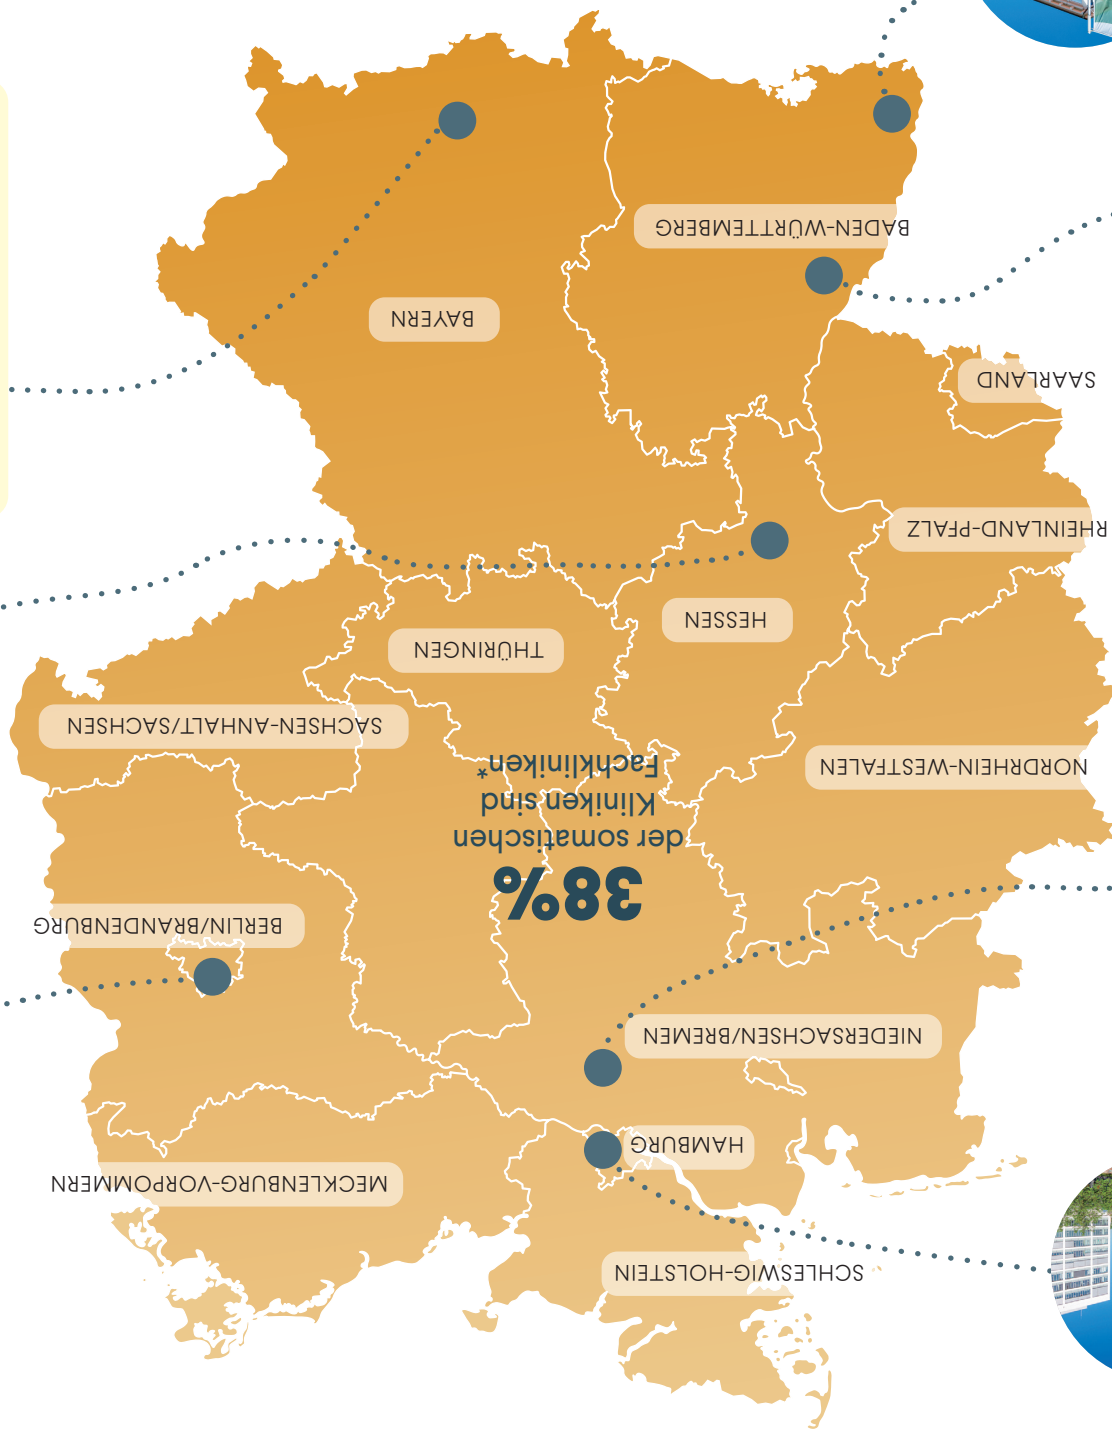 SCHLESWIG-HOLSTEIN
MECKLENBURG-VORPOMMERN
HAMBURG
NIEDERSACHSEN/BREMEN
BERLIN/BRANDENBURG
38%
der somatischen
Kliniken sind
Fachkliniken*
NORDRHEIN-WESTFALEN
SACHSEN-ANHALT/SACHSEN
THÜRINGEN
HESSEN
RHEINLAND-PFALZ
SAARLAND
BAYERN
BADEN-WÜRTTEMBERG